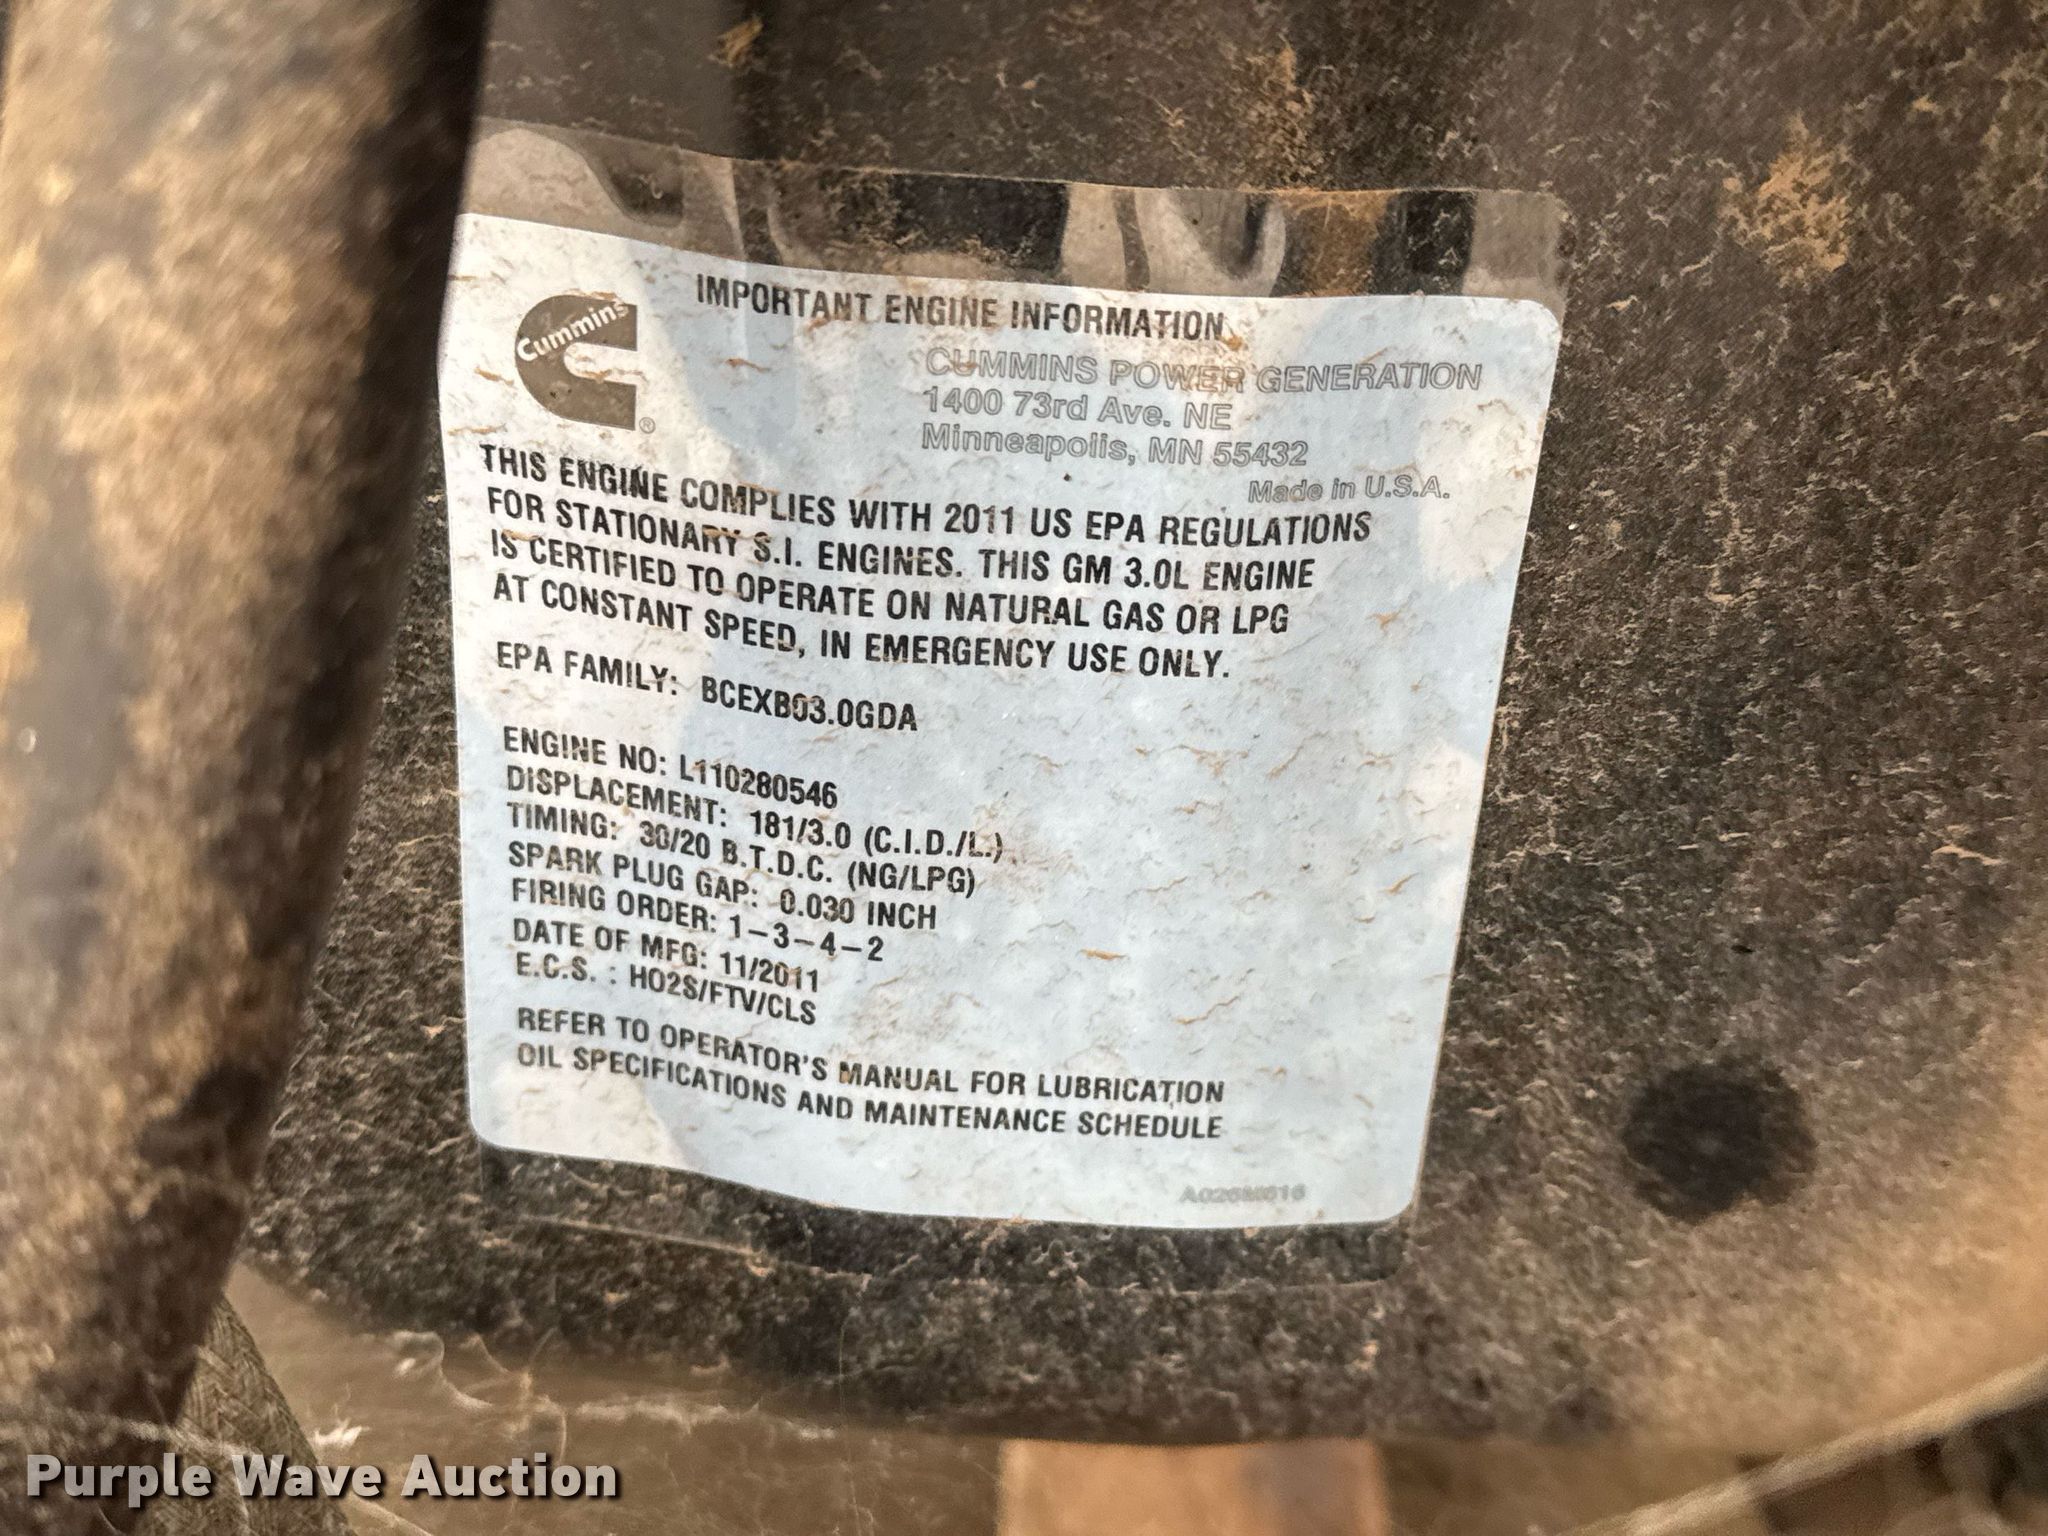 Cummins
®
IMPORTANT ENGINE INFORMATION
CUMMINS POWER GENERATION
1400 73rd Ave. NE
Minneapolis, MN 55432
Made in U.S.A.
THIS ENGINE COMPLIES WITH 2011 US EPA REGULATIONS
FOR STATIONARY S.I. ENGINES. THIS GM 3.0L ENGINE
IS CERTIFIED TO OPERATE ON NATURAL GAS OR LPG
AT CONSTANT SPEED, IN EMERGENCY USE ONLY.
EPA FAMILY: BCEXB03.0GDA
ENGINE NO: L110280546
DISPLACEMENT: 181/3.0 (C.I.D./L.)
TIMING: 30/20 B.T.D.C. (NG/LPG)
SPARK PLUG GAP: 0.030 INCH
FIRING ORDER: 1-3-4-2
DATE OF MFG: 11/2011
E.C.S. : HO2S/FTV/CLS
REFER TO OPERATOR'S MANUAL FOR LUBRICATION
OIL SPECIFICATIONS AND MAINTENANCE SCHEDULE
Purple Wave Auction